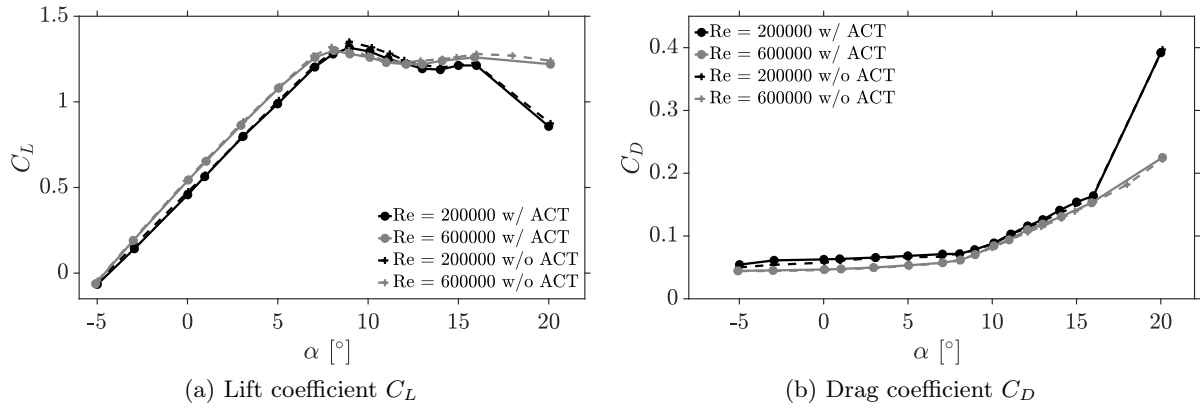 1.5
1
0.5
0
C_L
-5 0 5 10 15 20
α [°]
Re = 200000 w/ ACT
Re = 600000 w/ ACT
Re = 200000 w/o ACT
Re = 600000 w/o ACT
(a) Lift coefficient C_L
0.4
0.3
0.2
0.1
0
C_D
-5 0 5 10 15 20
α [°]
Re = 200000 w/ ACT
Re = 600000 w/ ACT
Re = 200000 w/o ACT
Re = 600000 w/o ACT
(b) Drag coefficient C_D